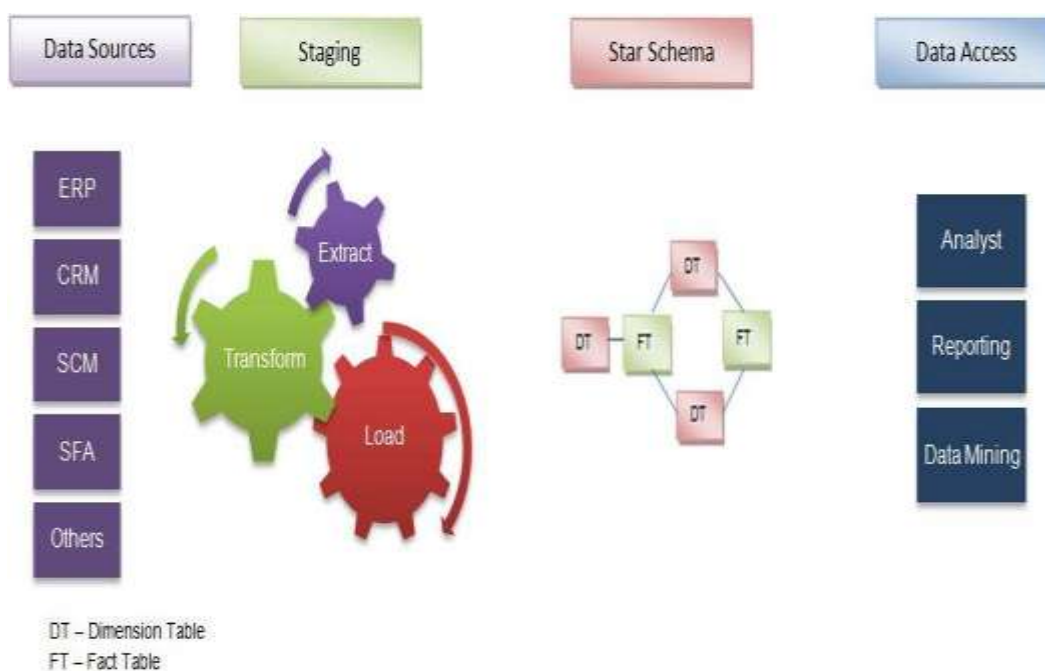 Data Sources
Staging
Star Schema
Data Access
ERP
CRM
SCM
SFA
Others
Extract
Transform
Load
DT
DT
FT
FT
DT
Analyst
Reporting
Data Mining
DT – Dimension Table
FT – Fact Table